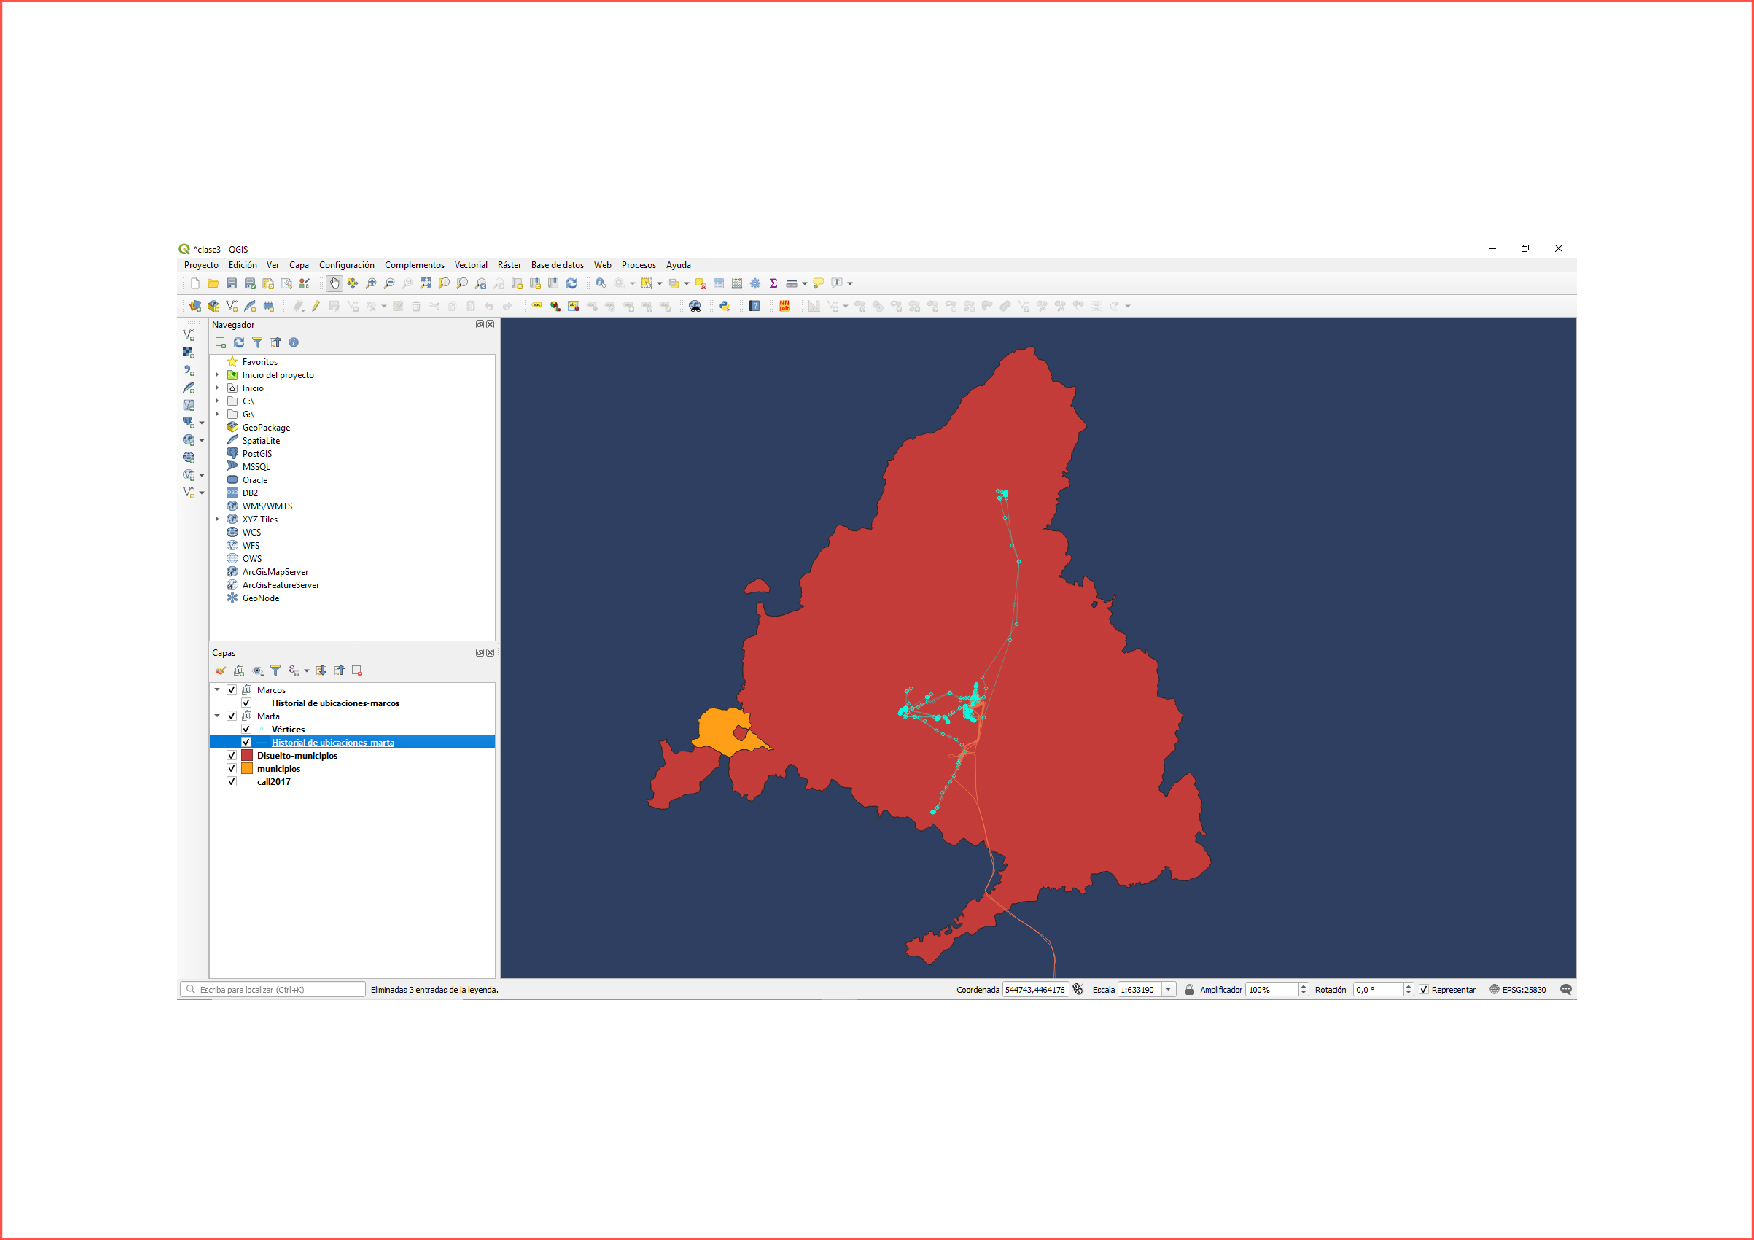 *clase3 - QGIS
Proyecto Edición Ver Capa Configuración Complementos Vectorial Ráster Base de datos Web Procesos Ayuda
Navegador
Favoritos
Inicio del proyecto
Inicio
C:\
G:\
GeoPackage
SpatiaLite
PostGIS
MSSQL
Oracle
DB2
WMS/WMTS
XYZ Tiles
WCS
WFS
OWS
ArcGisMapServer
ArcGisFeatureServer
GeoNode
Capas
Marcos
Historial de ubicaciones-marcos
Marta
Vértices
Historial de ubicaciones-marta
Disuelto-municipios
municipios
call2017
Escriba para localizar (Ctrl+K) Eliminadas 3 entradas de la leyenda. Coordenada 544743,4464176 Escala 1:633190 Amplificador 100% Rotación 0,0 ° Representar EPSG:25830